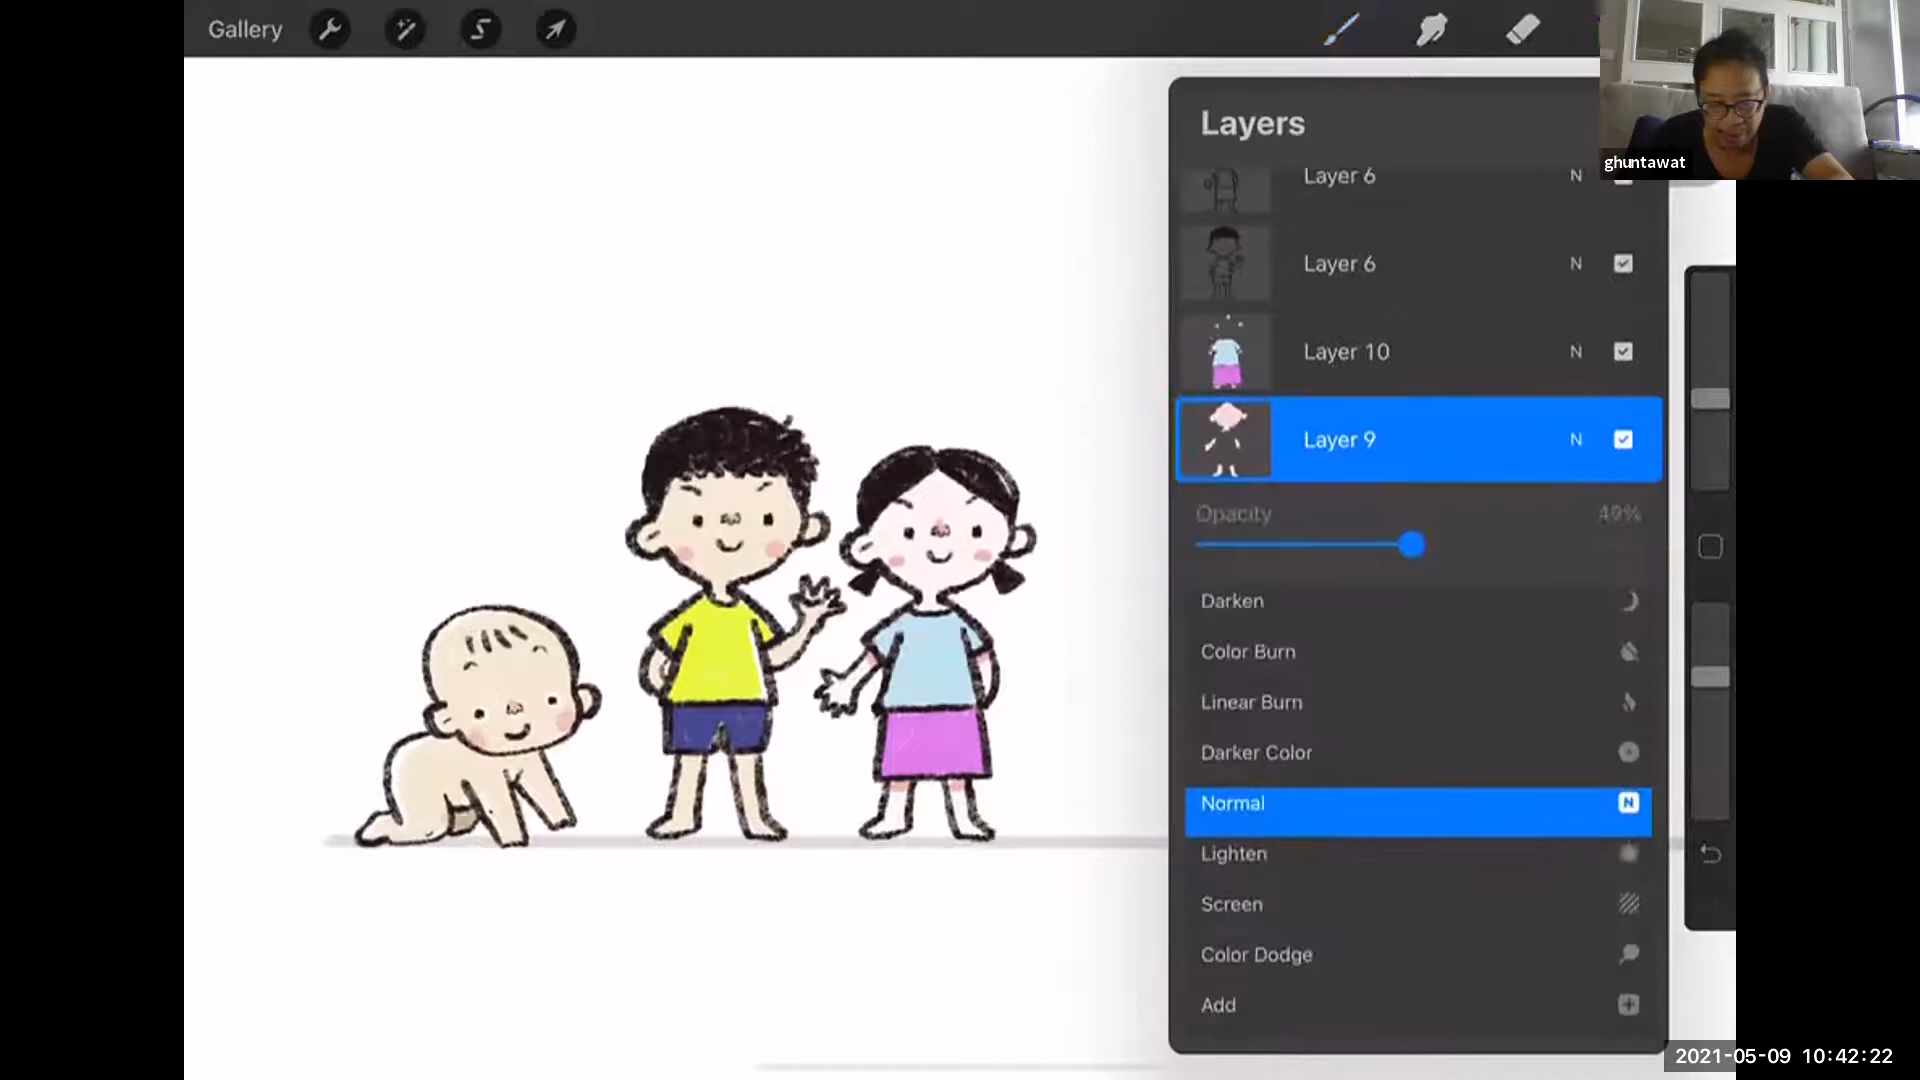 Gallery
ghuntawat
Layers
Layer 6 N
Layer 6 N
Layer 10 N
Layer 9 N
Opacity 49%
Darken
Color Burn
Linear Burn
Darker Color
Normal N
Lighten
Screen
Color Dodge
Add
2021-05-09 10:42:22